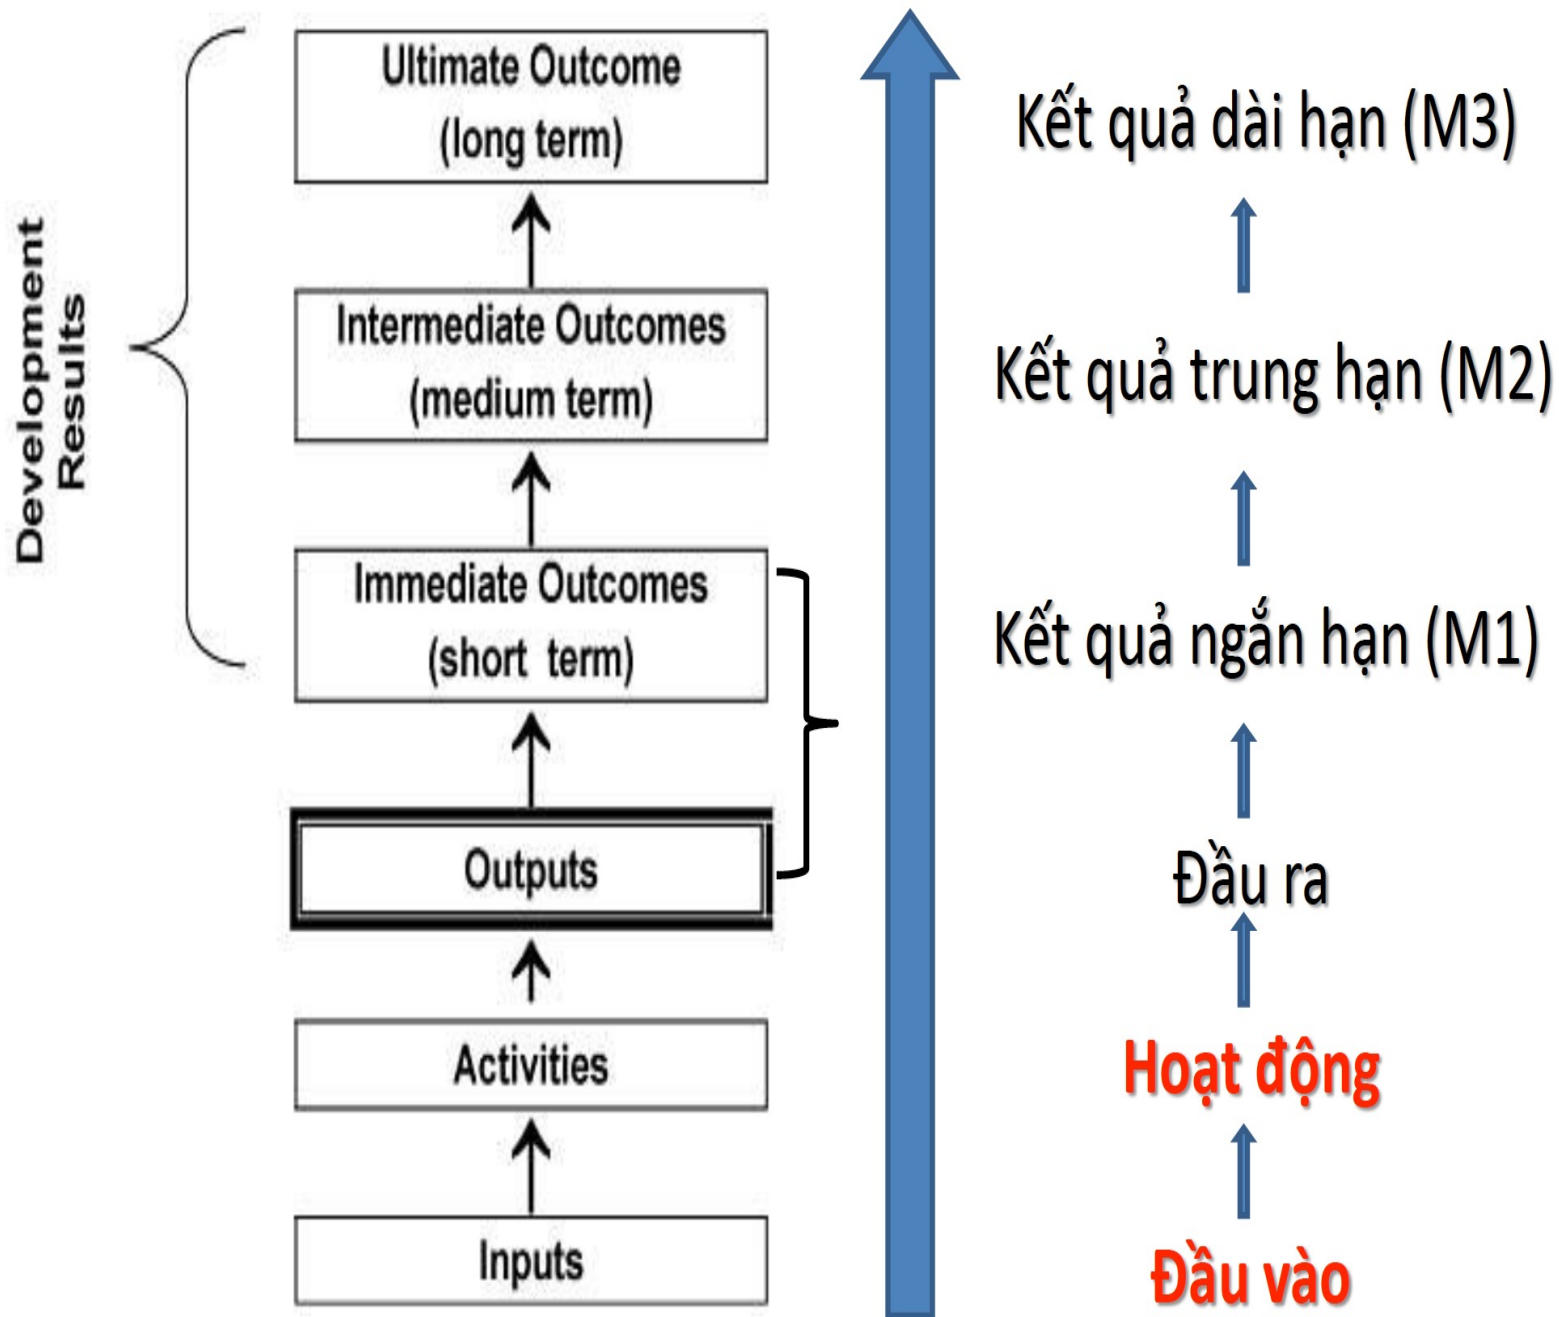 Development
Results
Ultimate Outcome
(long term)
Intermediate Outcomes
(medium term)
Immediate Outcomes
(short term)
Outputs
Activities
Inputs
Kết quả dài hạn (M3)
Kết quả trung hạn (M2)
Kết quả ngắn hạn (M1)
Đầu ra
Hoạt động
Đầu vào